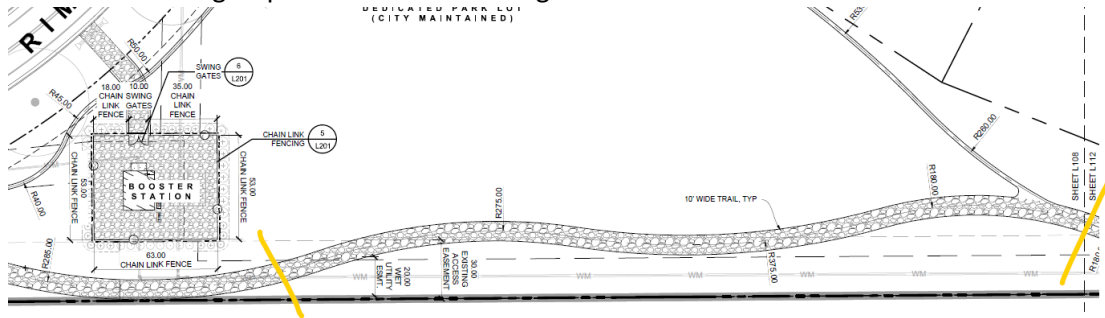 DEDICATED PARK LOT
(CITY MAINTAINED)
RIM
R50.00
R45.00
R40.00
SWING
GATES
6
L201
18.00
CHAIN
LINK
FENCE
10.00
SWING
GATES
35.00
CHAIN
LINK
FENCE
CHAIN LINK
FENCING
5
L201
53.00
CHAIN LINK FENCE
53.00
CHAIN LINK FENCE
BOOSTER
STATION
63.00
CHAIN LINK FENCE
R285.00
R275.00
20.00
WET
UTILITY
ESMT
30.00
EXISTING
ACCESS
EASEMENT
10' WIDE TRAIL, TYP
R375.00
R180.00
R260.00
SHEET L108
SHEET L112
WM
WM
WM
WM
WM
WM